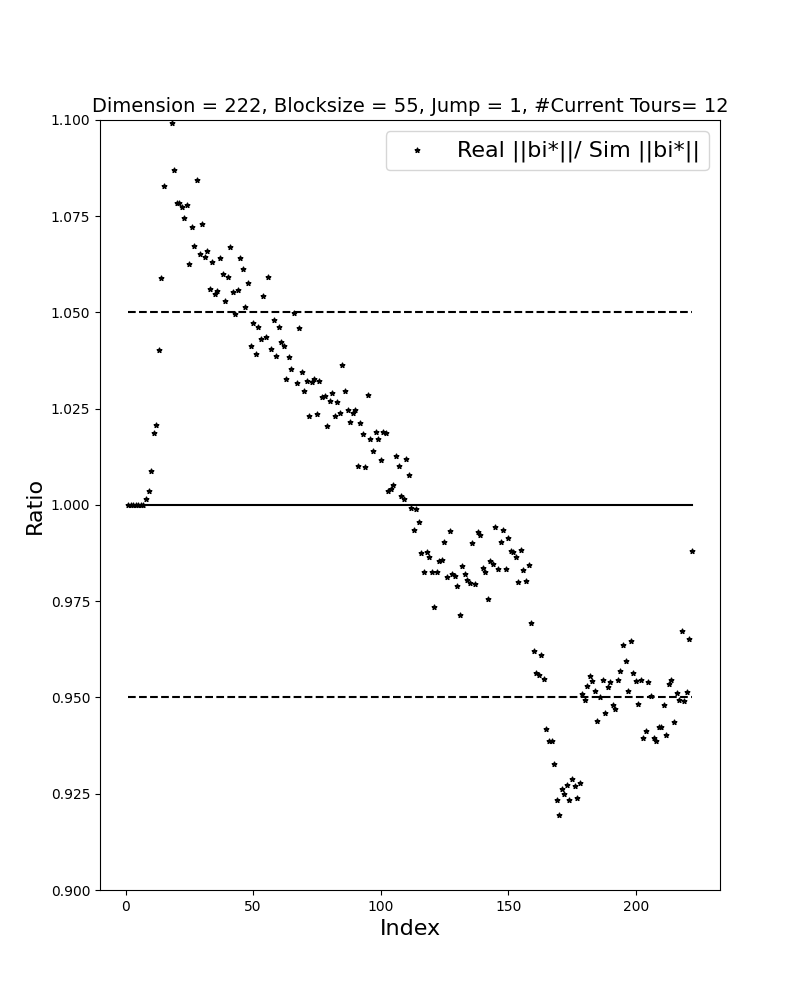 Dimension = 222, Blocksize = 55, Jump = 1, #Current Tours= 12
Real ||bi*||/ Sim ||bi*||
1.100
1.075
1.050
1.025
1.000
0.975
0.950
0.925
0.900
Ratio
0 50 100 150 200
Index